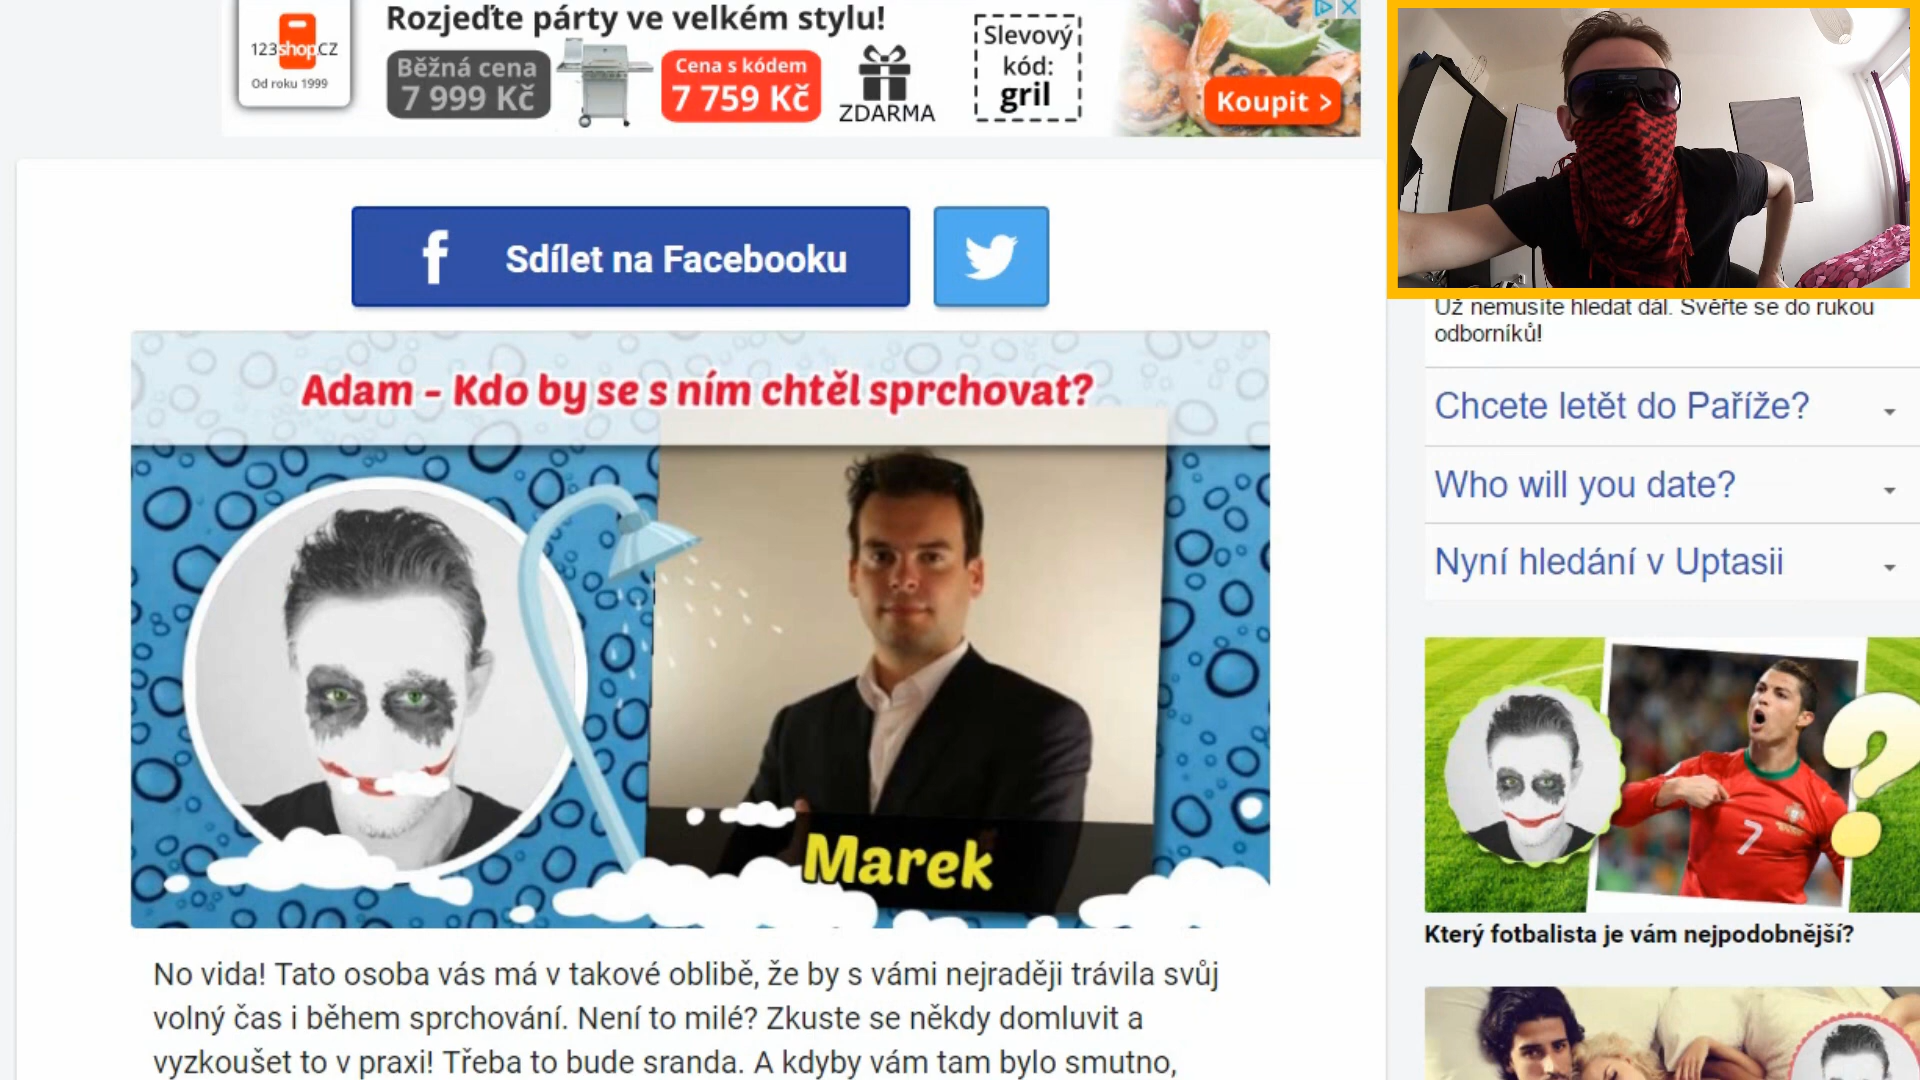 123shop.CZ
Od roku 1999
Rozjeďte párty ve velkém stylu!
Běžná cena
7 999 Kč
Cena s kódem
7 759 Kč
ZDARMA
Slevový
kód:
gril
Koupit >
f Sdílet na Facebooku
Adam - Kdo by se s ním chtěl sprchovat?
Marek
No vida! Tato osoba vás má v takové oblibě, že by s vámi nejraději trávila svůj
volný čas i během sprchování. Není to milé? Zkuste se někdy domluvit a
vyzkoušet to v praxi! Třeba to bude sranda. A kdyby vám tam bylo smutno,
Už nemusíte hledat dál. Svěřte se do rukou
odborníků!
Chcete letět do Paříže?
Who will you date?
Nyní hledání v Uptasii
7
?
Který fotbalista je vám nejpodobnější?